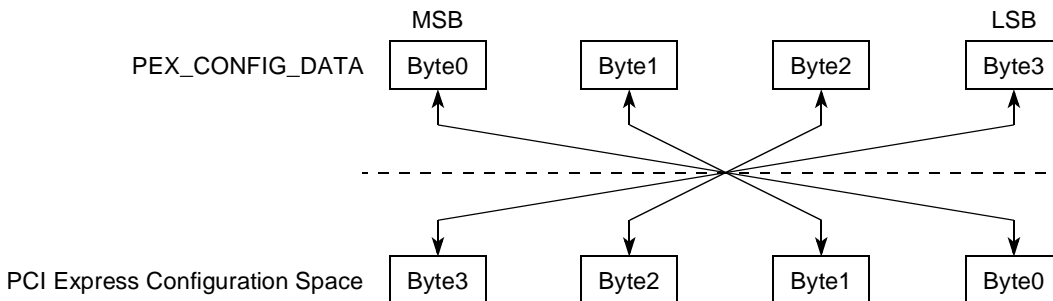 MSB LSB
PEX_CONFIG_DATA Byte0 Byte1 Byte2 Byte3
PCI Express Configuration Space Byte3 Byte2 Byte1 Byte0